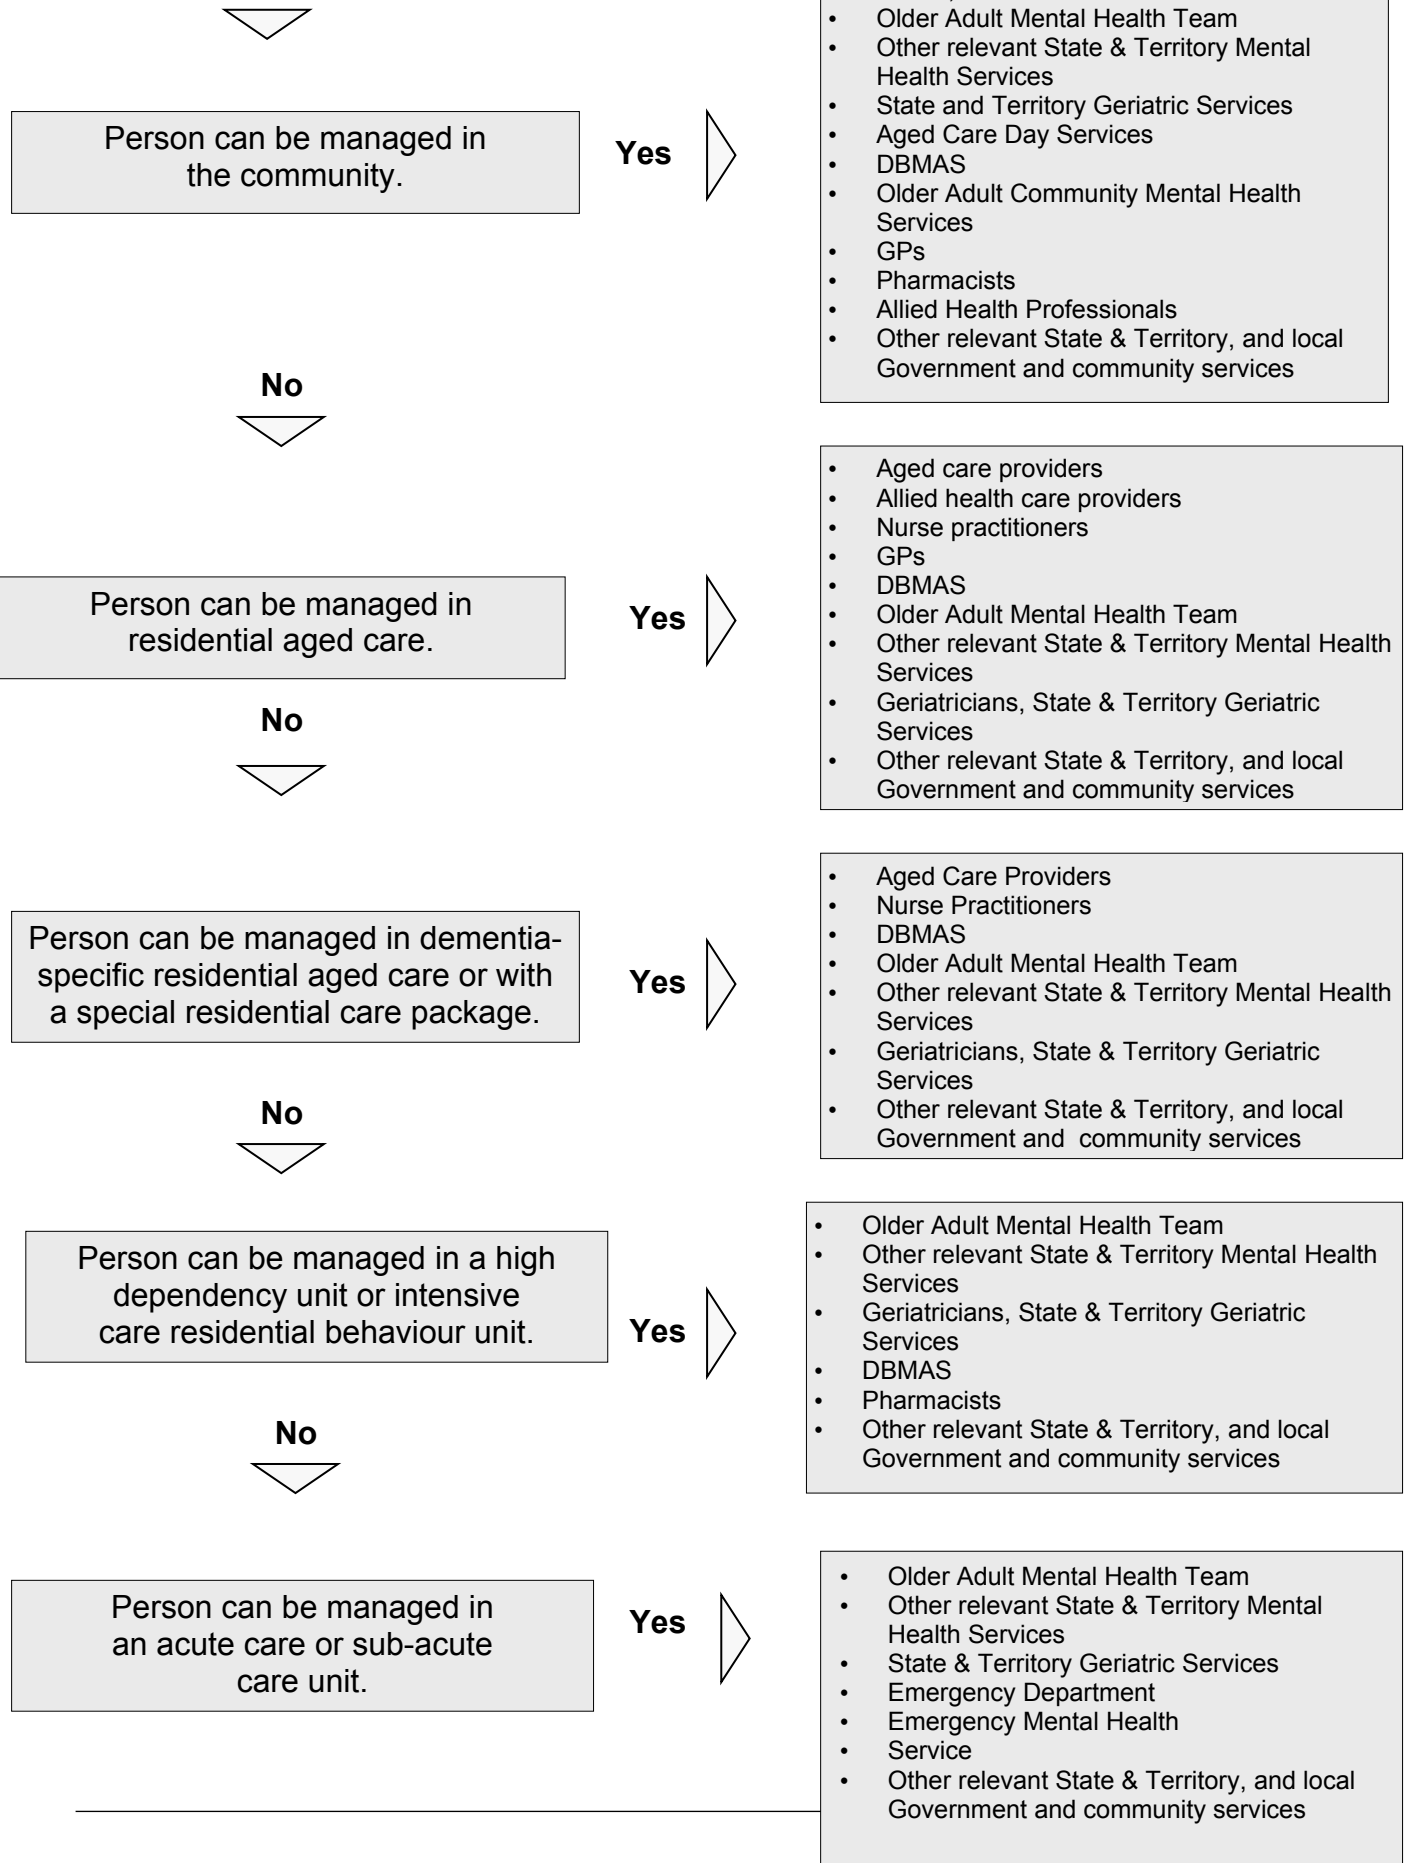 • Older Adult Mental Health Team
• Other relevant State & Territory Mental
Health Services
• State and Territory Geriatric Services
• Aged Care Day Services
• DBMAS
• Older Adult Community Mental Health
Services
• GPs
• Pharmacists
• Allied Health Professionals
• Other relevant State & Territory, and local
Government and community services
Person can be managed in
the community.
Yes
No
• Aged care providers
• Allied health care providers
• Nurse practitioners
• GPs
• DBMAS
• Older Adult Mental Health Team
• Other relevant State & Territory Mental Health
Services
• Geriatricians, State & Territory Geriatric
Services
• Other relevant State & Territory, and local
Government and community services
Person can be managed in
residential aged care.
Yes
No
• Aged Care Providers
• Nurse Practitioners
• DBMAS
• Older Adult Mental Health Team
• Other relevant State & Territory Mental Health
Services
• Geriatricians, State & Territory Geriatric
Services
• Other relevant State & Territory, and local
Government and  community services
Person can be managed in dementia-
specific residential aged care or with
a special residential care package.
Yes
No
• Older Adult Mental Health Team
• Other relevant State & Territory Mental Health
Services
• Geriatricians, State & Territory Geriatric
Services
• DBMAS
• Pharmacists
• Other relevant State & Territory, and local
Government and community services
Person can be managed in a high
dependency unit or intensive
care residential behaviour unit.
Yes
No
• Older Adult Mental Health Team
• Other relevant State & Territory Mental
Health Services
• State & Territory Geriatric Services
• Emergency Department
• Emergency Mental Health
• Service
• Other relevant State & Territory, and local
Government and community services
Person can be managed in
an acute care or sub-acute
care unit.
Yes